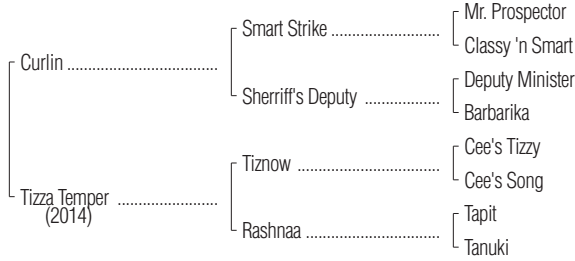 Mr. Prospector
Smart Strike ........................
Classy 'n Smart
Curlin .................................
Deputy Minister
Sherriff's Deputy ................
Barbarika
Cee's Tizzy
Tiznow ...............................
Cee's Song
Tizza Temper ......................
(2014)
Tapit
Rashnaa .............................
Tanuki